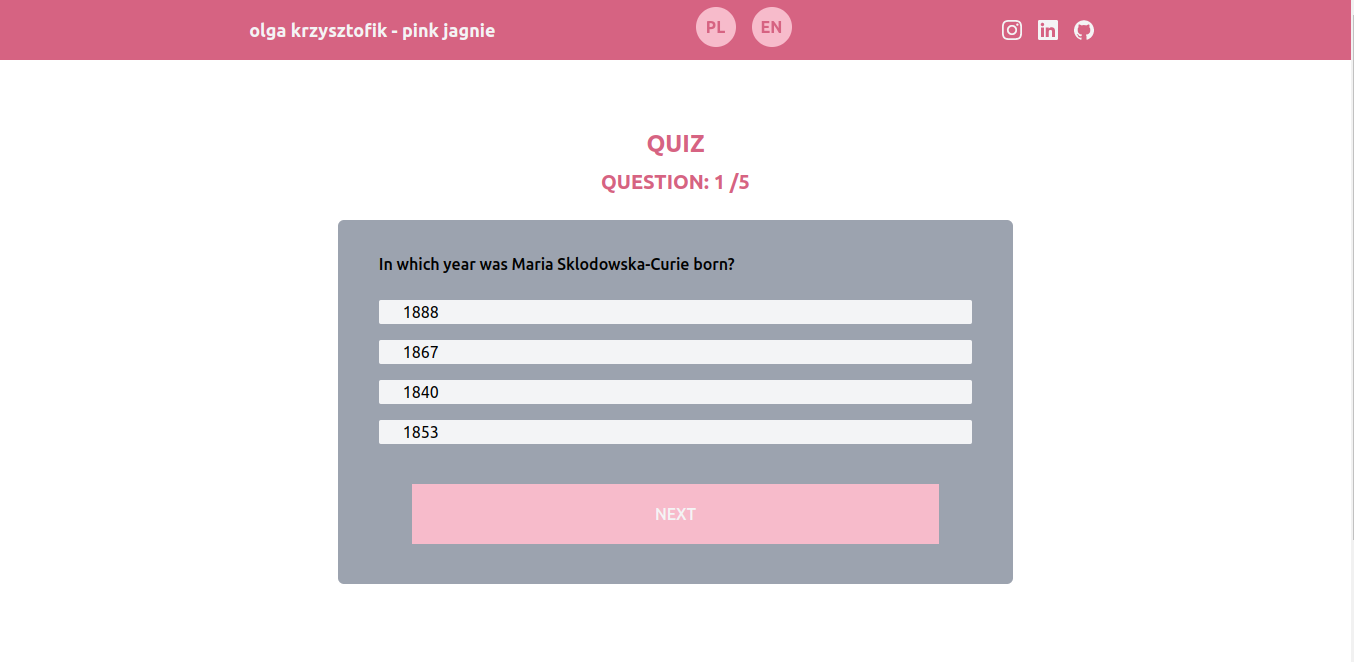 olga krzysztofik - pink jagnie
PL EN
QUIZ
QUESTION: 1 /5
In which year was Maria Sklodowska-Curie born?
1888
1867
1840
1853
NEXT